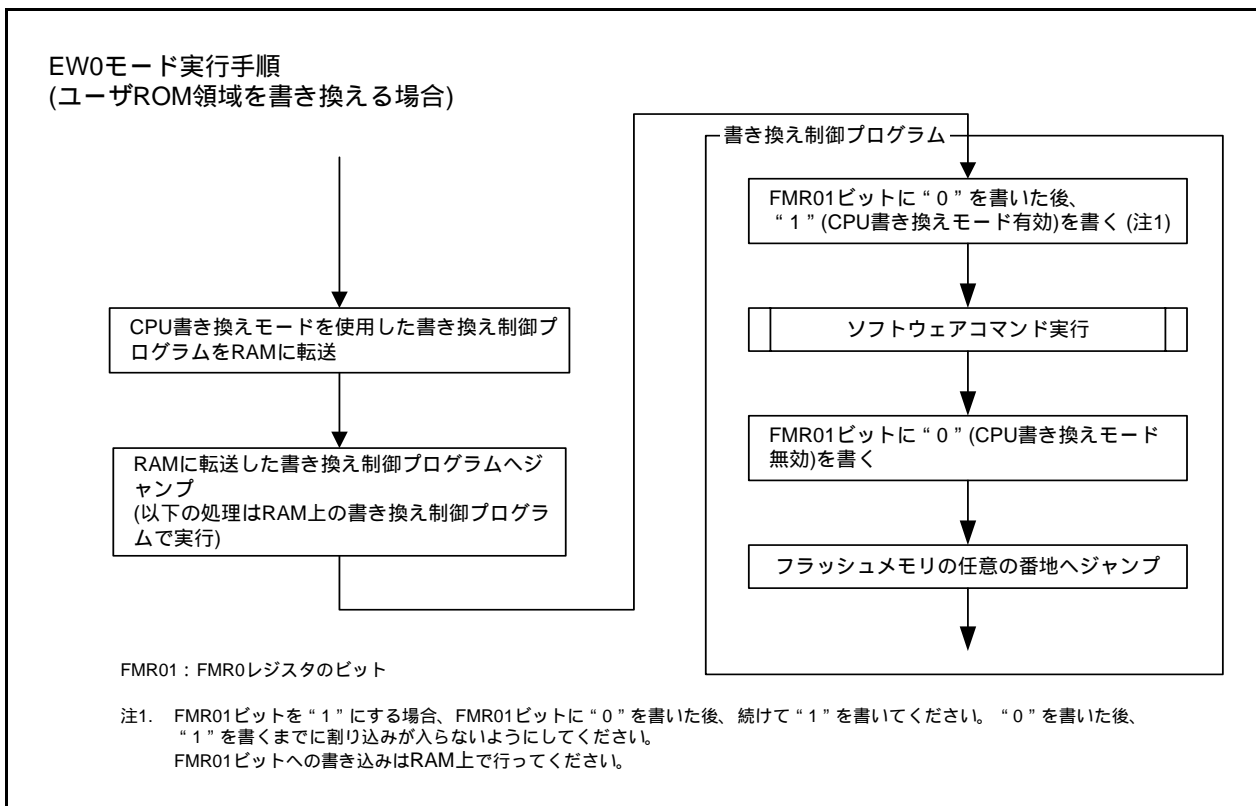 EW0モード実行手順
(ユーザROM領域を書き換える場合)
CPU書き換えモードを使用した書き換え制御プ
ログラムをRAMに転送
RAMに転送した書き換え制御プログラムへジ
ャンプ
(以下の処理はRAM上の書き換え制御プログラ
ムで実行)
書き換え制御プログラム
FMR01ビットに“0”を書いた後、
“1”(CPU書き換えモード有効)を書く (注1)
ソフトウェアコマンド実行
FMR01ビットに“0”(CPU書き換えモード
無効)を書く
フラッシュメモリの任意の番地へジャンプ
FMR01：FMR0レジスタのビット
注1. FMR01ビットを“1”にする場合、FMR01ビットに“0”を書いた後、続けて“1”を書いてください。“0”を書いた後、
“1”を書くまでに割り込みが入らないようにしてください。
FMR01ビットへの書き込みはRAM上で行ってください。